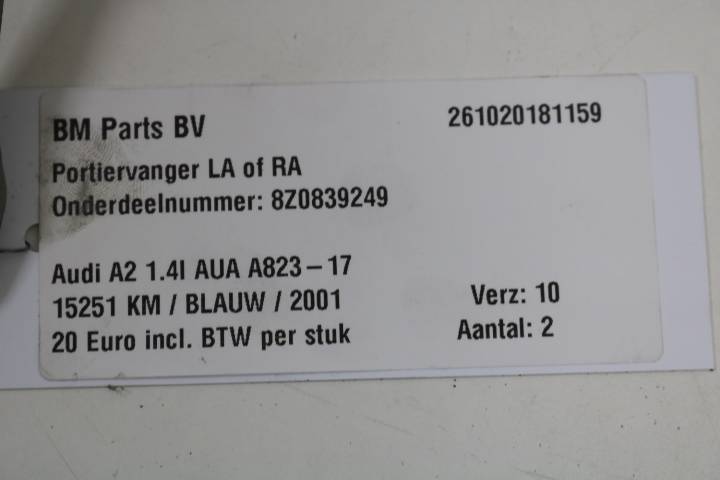 BM Parts BV 261020181159
Portiervanger LA of RA
Onderdeelnummer: 8Z0839249
Audi A2 1.4I AUA A823-17
15251 KM / BLAUW / 2001 Verz: 10
20 Euro incl. BTW per stuk Aantal: 2